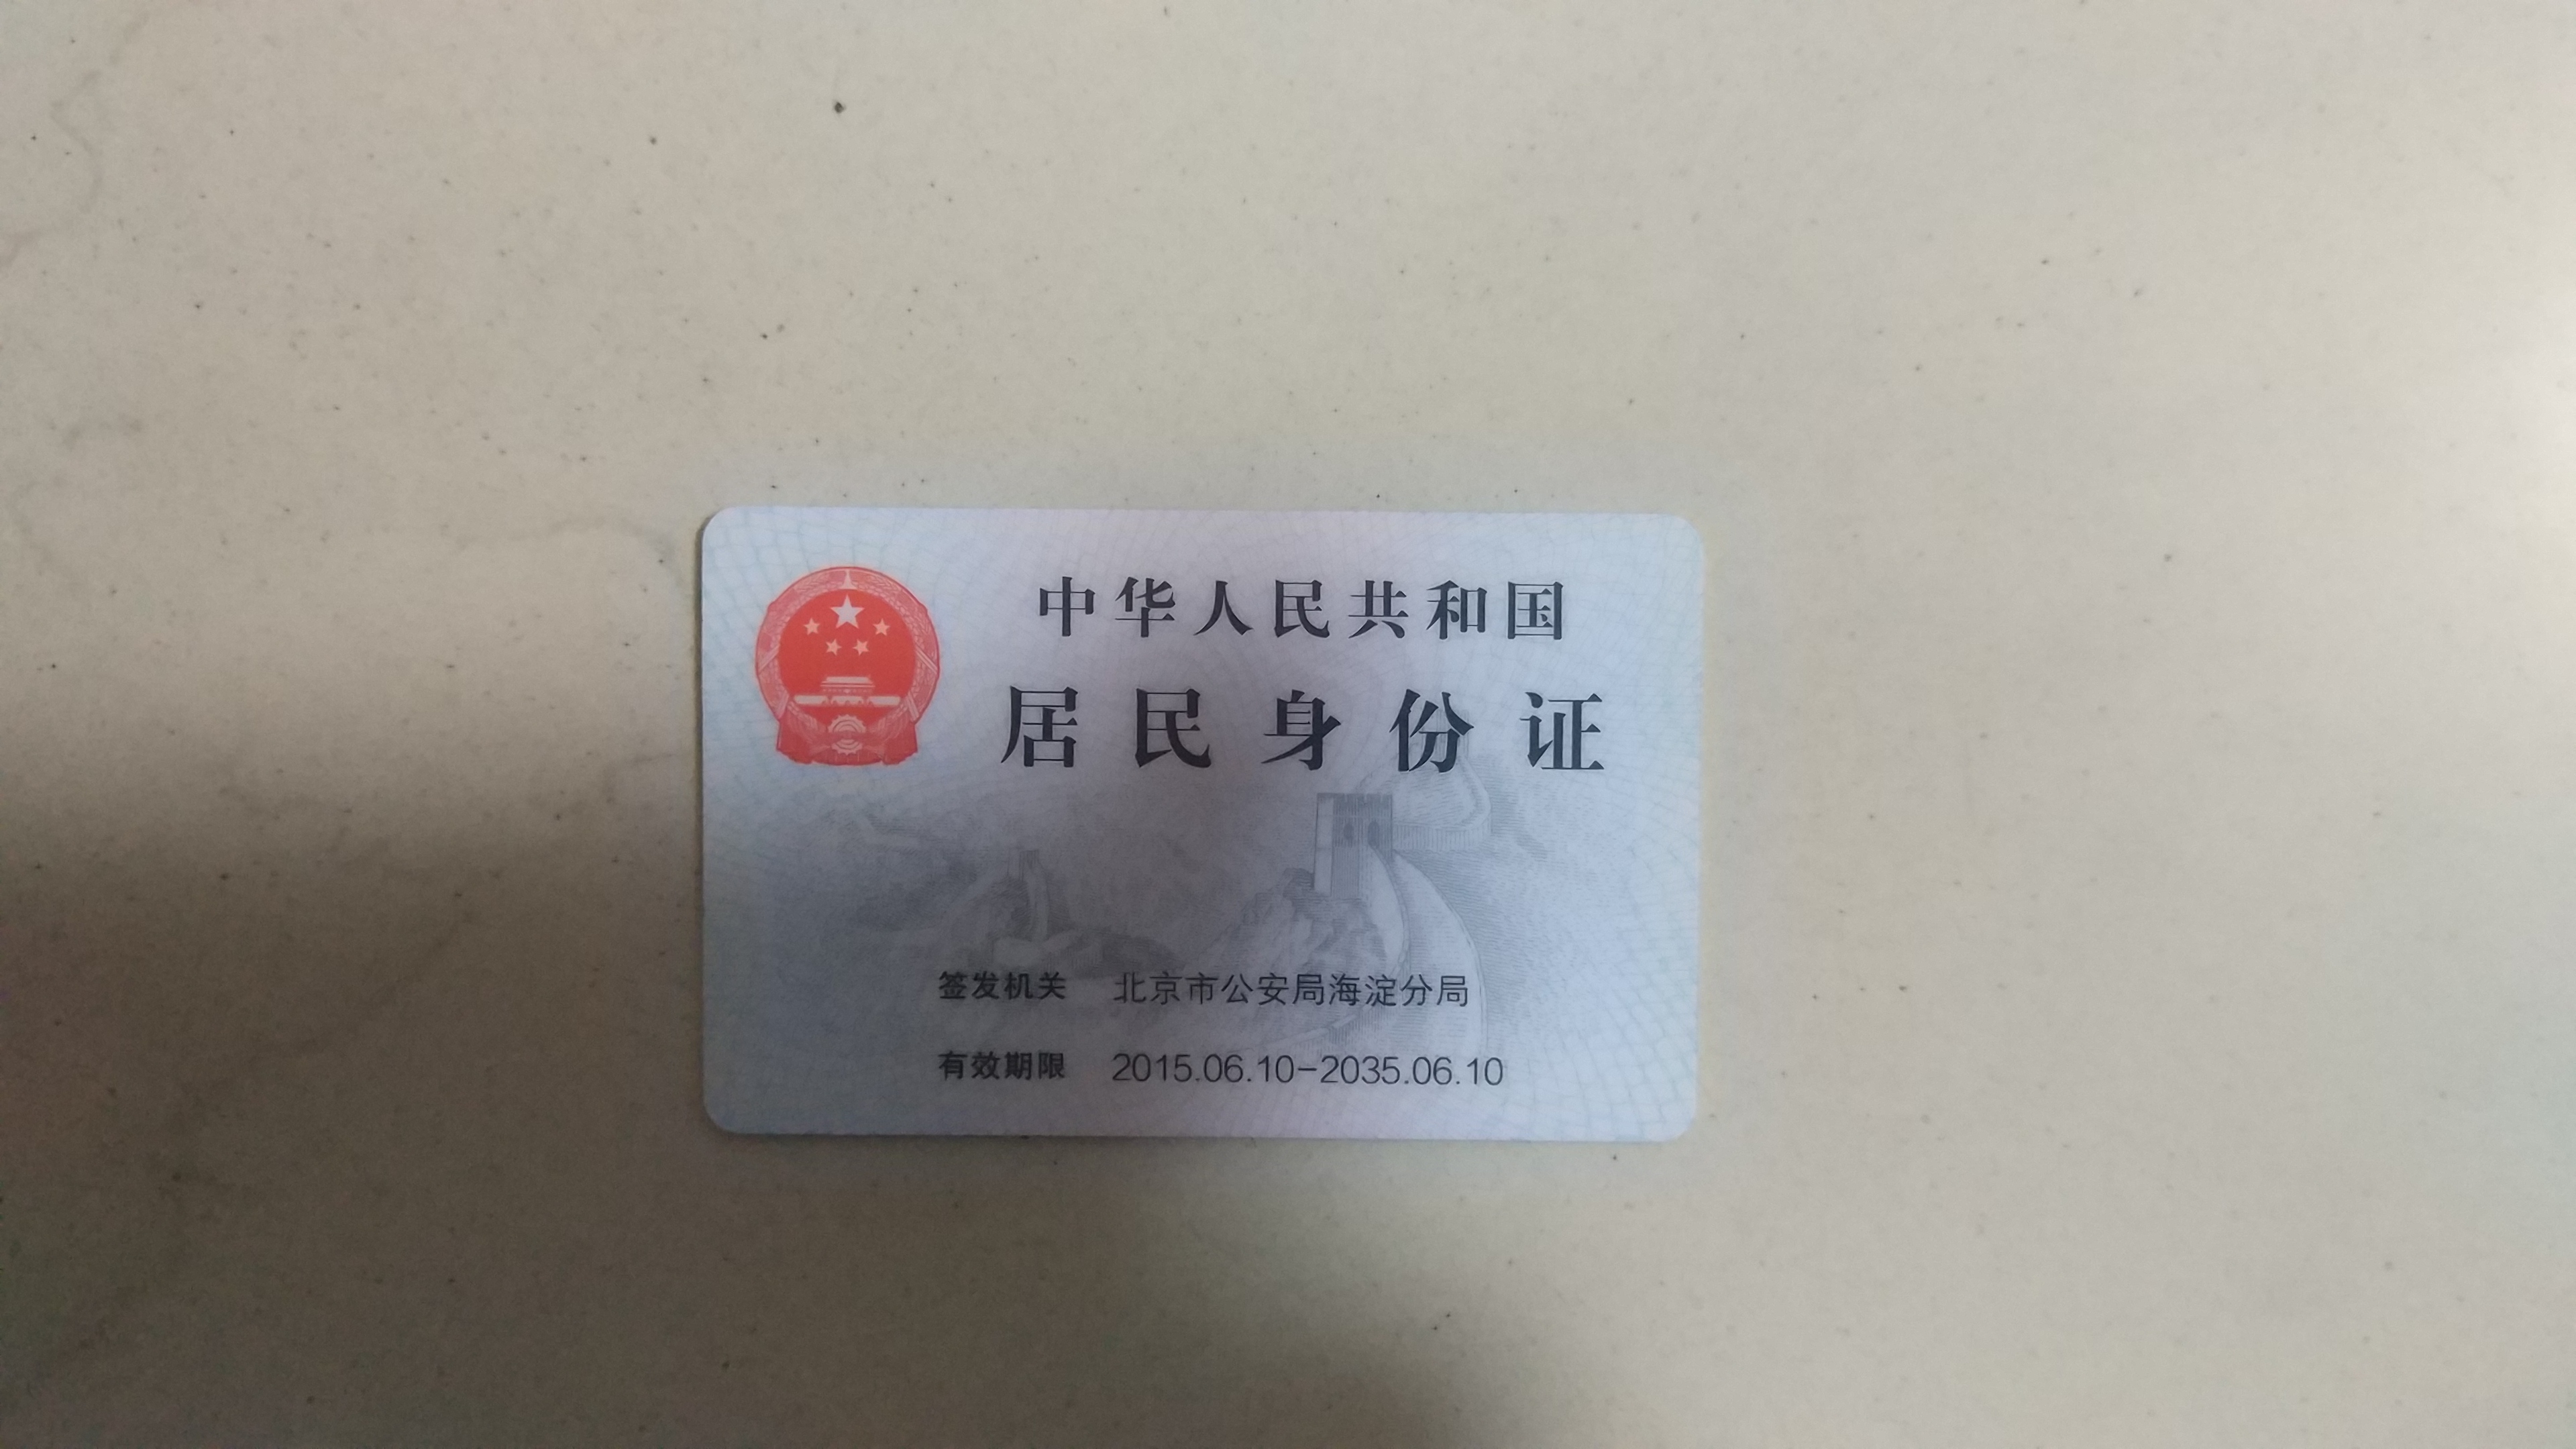 中华人民共和国
居民身份证
签发机关 北京市公安局海淀分局
有效期限 2015.06.10-2035.06.10